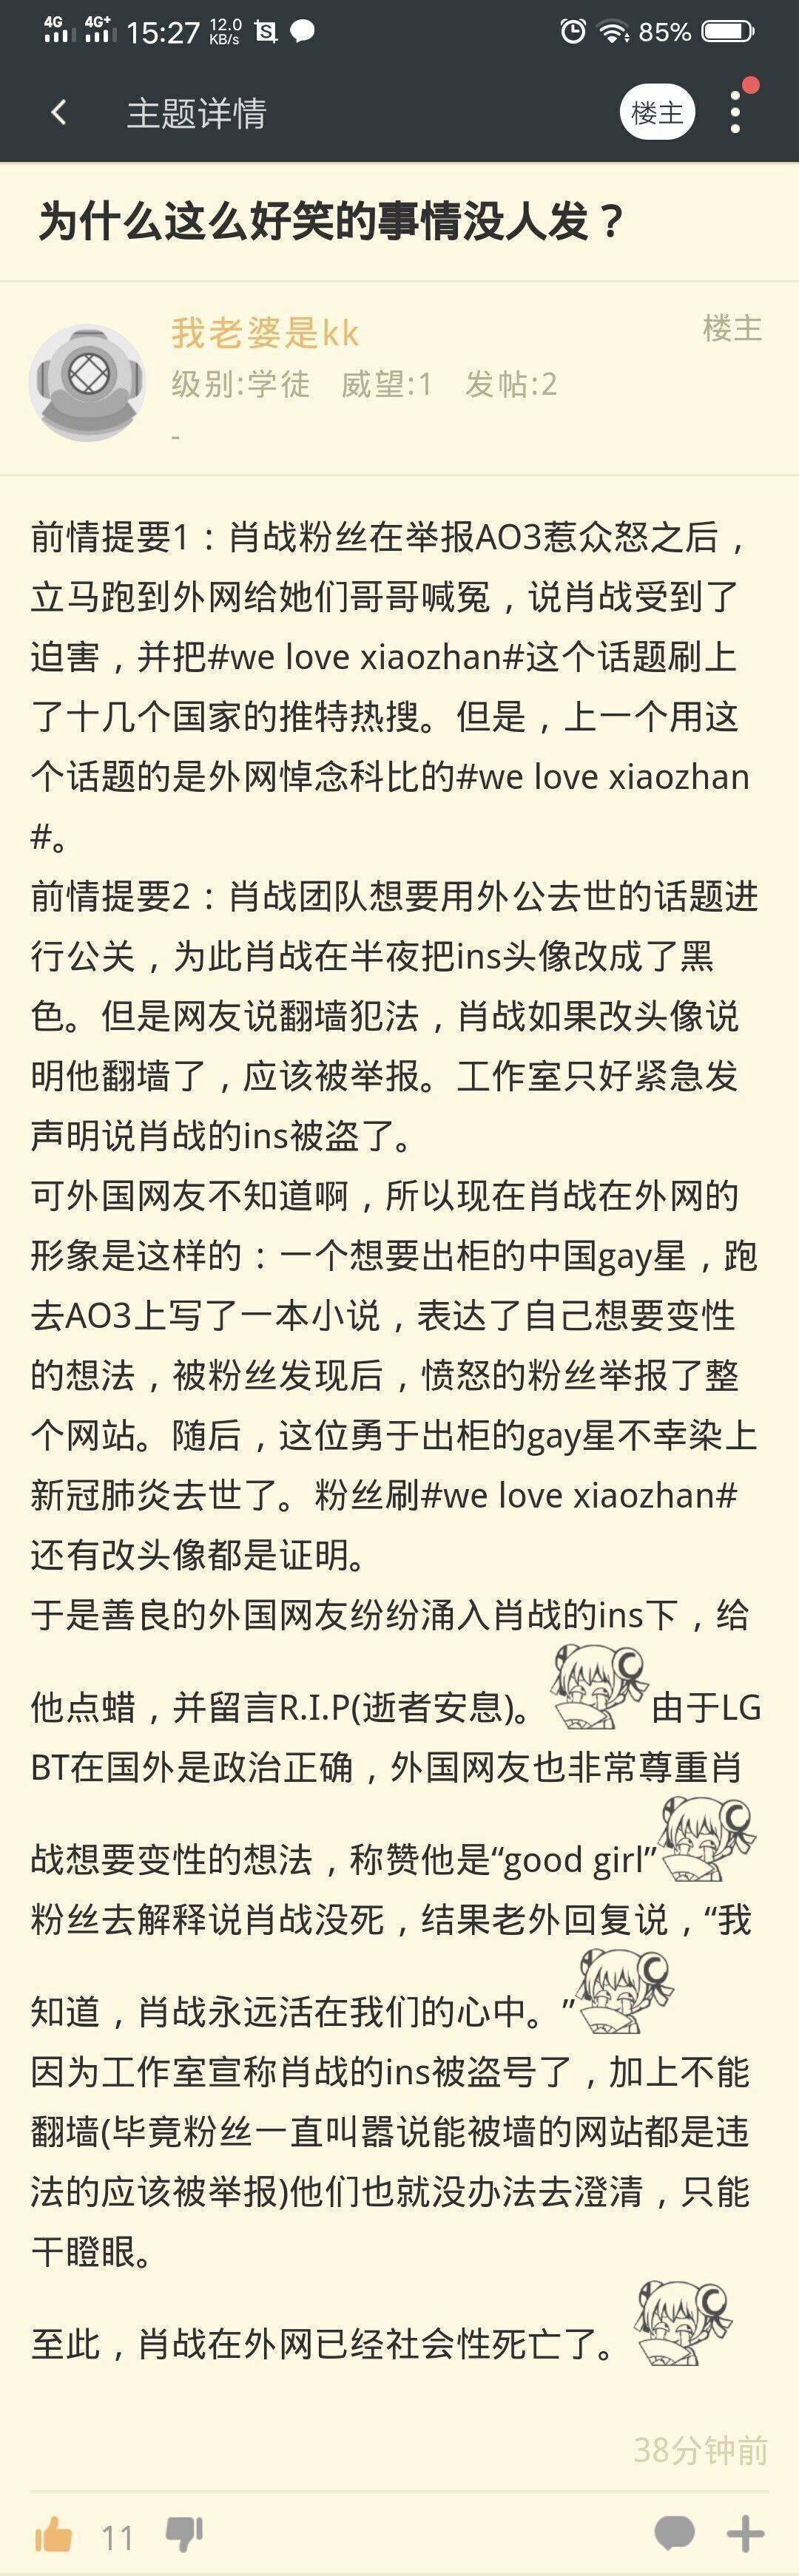 4G 4G+ 15:27 12.0 KB/s 85%
主题详情 楼主
为什么这么好笑的事情没人发？
我老婆是kk 楼主
级别:学徒 威望:1 发帖:2
-
前情提要1：肖战粉丝在举报AO3惹众怒之后，
立马跑到外网给她们哥哥喊冤，说肖战受到了
迫害，并把#we love xiaozhan#这个话题刷上
了十几个国家的推特热搜。但是，上一个用这
个话题的是外网悼念科比的#we love xiaozhan
#。
前情提要2：肖战团队想要用外公去世的话题进
行公关，为此肖战在半夜把ins头像改成了黑
色。但是网友说翻墙犯法，肖战如果改头像说
明他翻墙了，应该被举报。工作室只好紧急发
声明说肖战的ins被盗了。
可外国网友不知道啊，所以现在肖战在外网的
形象是这样的：一个想要出柜的中国gay星，跑
去AO3上写了一本小说，表达了自己想要变性
的想法，被粉丝发现后，愤怒的粉丝举报了整
个网站。随后，这位勇于出柜的gay星不幸染上
新冠肺炎去世了。粉丝刷#we love xiaozhan#
还有改头像都是证明。
于是善良的外国网友纷纷涌入肖战的ins下，给
他点蜡，并留言R.I.P(逝者安息)。由于LG
BT在国外是政治正确，外国网友也非常尊重肖
战想要变性的想法，称赞他是“good girl”
粉丝去解释说肖战没死，结果老外回复说，“我
知道，肖战永远活在我们的心中。”
因为工作室宣称肖战的ins被盗号了，加上不能
翻墙(毕竟粉丝一直叫嚣说能被墙的网站都是违
法的应该被举报)他们也就没办法去澄清，只能
干瞪眼。
至此，肖战在外网已经社会性死亡了。
38分钟前
11